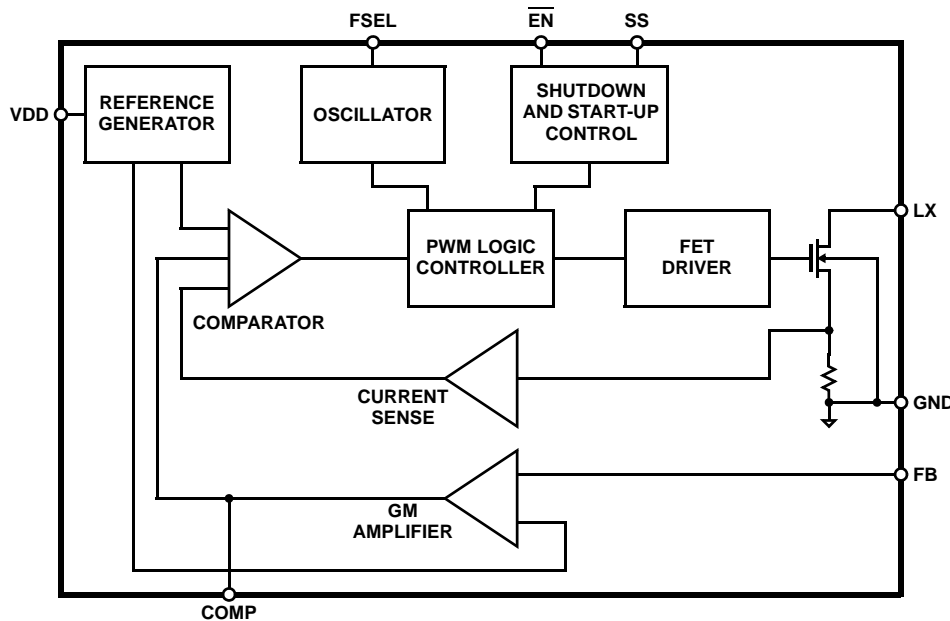 FSEL
EN
SS
VDD
REFERENCE
GENERATOR
OSCILLATOR
SHUTDOWN
AND START-UP
CONTROL
LX
PWM LOGIC
CONTROLLER
FET
DRIVER
COMPARATOR
CURRENT
SENSE
GND
FB
GM
AMPLIFIER
COMP